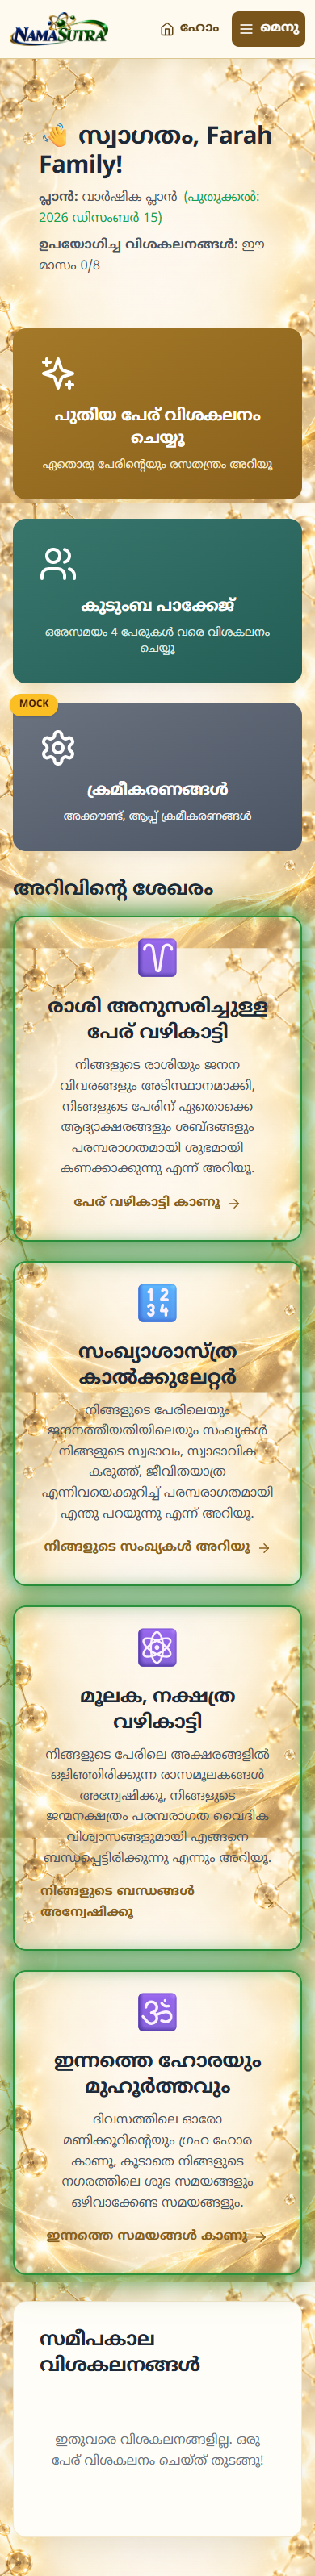 NAMASUTRA
ഹോം
മെനു
👋 സ്വാഗതം, Farah
Family!
പ്ലാൻ: വാർഷിക പ്ലാൻ (പുതുക്കൽ:
2026 ഡിസംബർ 15)
ഉപയോഗിച്ച വിശകലനങ്ങൾ: ഈ
മാസം 0/8
പുതിയ പേര് വിശകലനം
ചെയ്യൂ
ഏതൊരു പേരിന്റെയും രസതന്ത്രം അറിയൂ
കുടുംബ പാക്കേജ്
ഒരേസമയം 4 പേരുകൾ വരെ വിശകലനം
ചെയ്യൂ
MOCK
ക്രമീകരണങ്ങൾ
അക്കൗണ്ട്, ആപ്പ് ക്രമീകരണങ്ങൾ
അറിവിന്റെ ശേഖരം
♈
രാശി അനുസരിച്ചുള്ള
പേര് വഴികാട്ടി
നിങ്ങളുടെ രാശിയും ജനന
വിവരങ്ങളും അടിസ്ഥാനമാക്കി,
നിങ്ങളുടെ പേരിന് ഏതൊക്കെ
ആദ്യാക്ഷരങ്ങളും ശബ്ദങ്ങളും
പരമ്പരാഗതമായി ശുഭമായി
കണക്കാക്കുന്നു എന്ന് അറിയൂ.
പേര് വഴികാട്ടി കാണൂ →
🔢
സംഖ്യാശാസ്ത്ര
കാൽക്കുലേറ്റർ
നിങ്ങളുടെ പേരിലെയും
ജനനത്തീയതിയിലെയും സംഖ്യകൾ
നിങ്ങളുടെ സ്വഭാവം, സ്വാഭാവിക
കരുത്ത്, ജീവിതയാത്ര
എന്നിവയെക്കുറിച്ച് പരമ്പരാഗതമായി
എന്തു പറയുന്നു എന്ന് അറിയൂ.
നിങ്ങളുടെ സംഖ്യകൾ അറിയൂ →
⚛
മൂലക, നക്ഷത്ര
വഴികാട്ടി
നിങ്ങളുടെ പേരിലെ അക്ഷരങ്ങളിൽ
ഒളിഞ്ഞിരിക്കുന്ന രാസമൂലകങ്ങൾ
അന്വേഷിക്കൂ, നിങ്ങളുടെ
ജന്മനക്ഷത്രം പരമ്പരാഗത വൈദിക
വിശ്വാസങ്ങളുമായി എങ്ങനെ
ബന്ധപ്പെട്ടിരിക്കുന്നു എന്നും അറിയൂ.
നിങ്ങളുടെ ബന്ധങ്ങൾ
അന്വേഷിക്കൂ →
🕉
ഇന്നത്തെ ഹോരയും
മുഹൂർത്തവും
ദിവസത്തിലെ ഓരോ
മണിക്കൂറിന്റെയും ഗ്രഹ ഹോര
കാണൂ, കൂടാതെ നിങ്ങളുടെ
നഗരത്തിലെ ശുഭ സമയങ്ങളും
ഒഴിവാക്കേണ്ട സമയങ്ങളും.
ഇന്നത്തെ സമയങ്ങൾ കാണൂ →
സമീപകാല
വിശകലനങ്ങൾ
ഇതുവരെ വിശകലനങ്ങളില്ല. ഒരു
പേര് വിശകലനം ചെയ്ത് തുടങ്ങൂ!